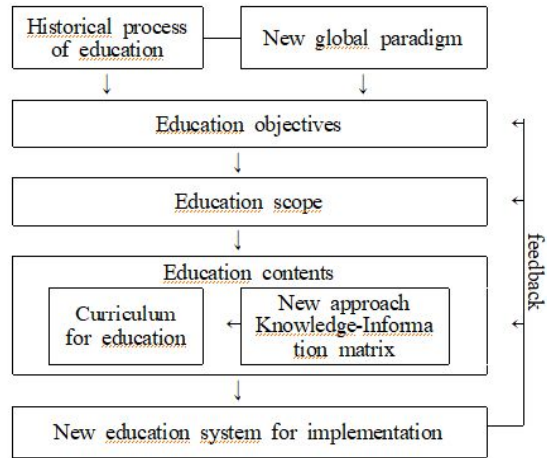 Historical process
of education
New global paradigm
↓
↓
Education objectives
←
↓
Education scope
←
↓
Education contents
Curriculum
for education
←
New approach
Knowledge-Informa
tion matrix
←
feedback
↓
New education system for implementation